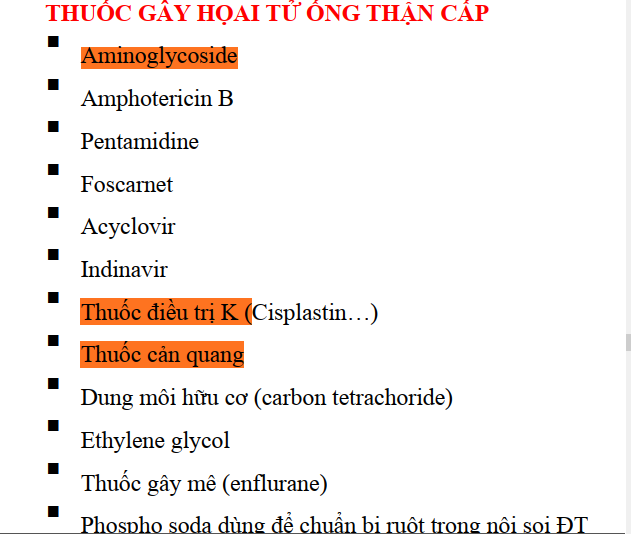 THUỐC GÂY HỌAI TỬ ỐNG THẬN CẤP
Aminoglycoside
Amphotericin B
Pentamidine
Foscarnet
Acyclovir
Indinavir
Thuốc điều trị K (Cisplastin…)
Thuốc cản quang
Dung môi hữu cơ (carbon tetrachoride)
Ethylene glycol
Thuốc gây mê (enflurane)
Phospho soda dùng để chuẩn bị ruột trong nội soi ĐT